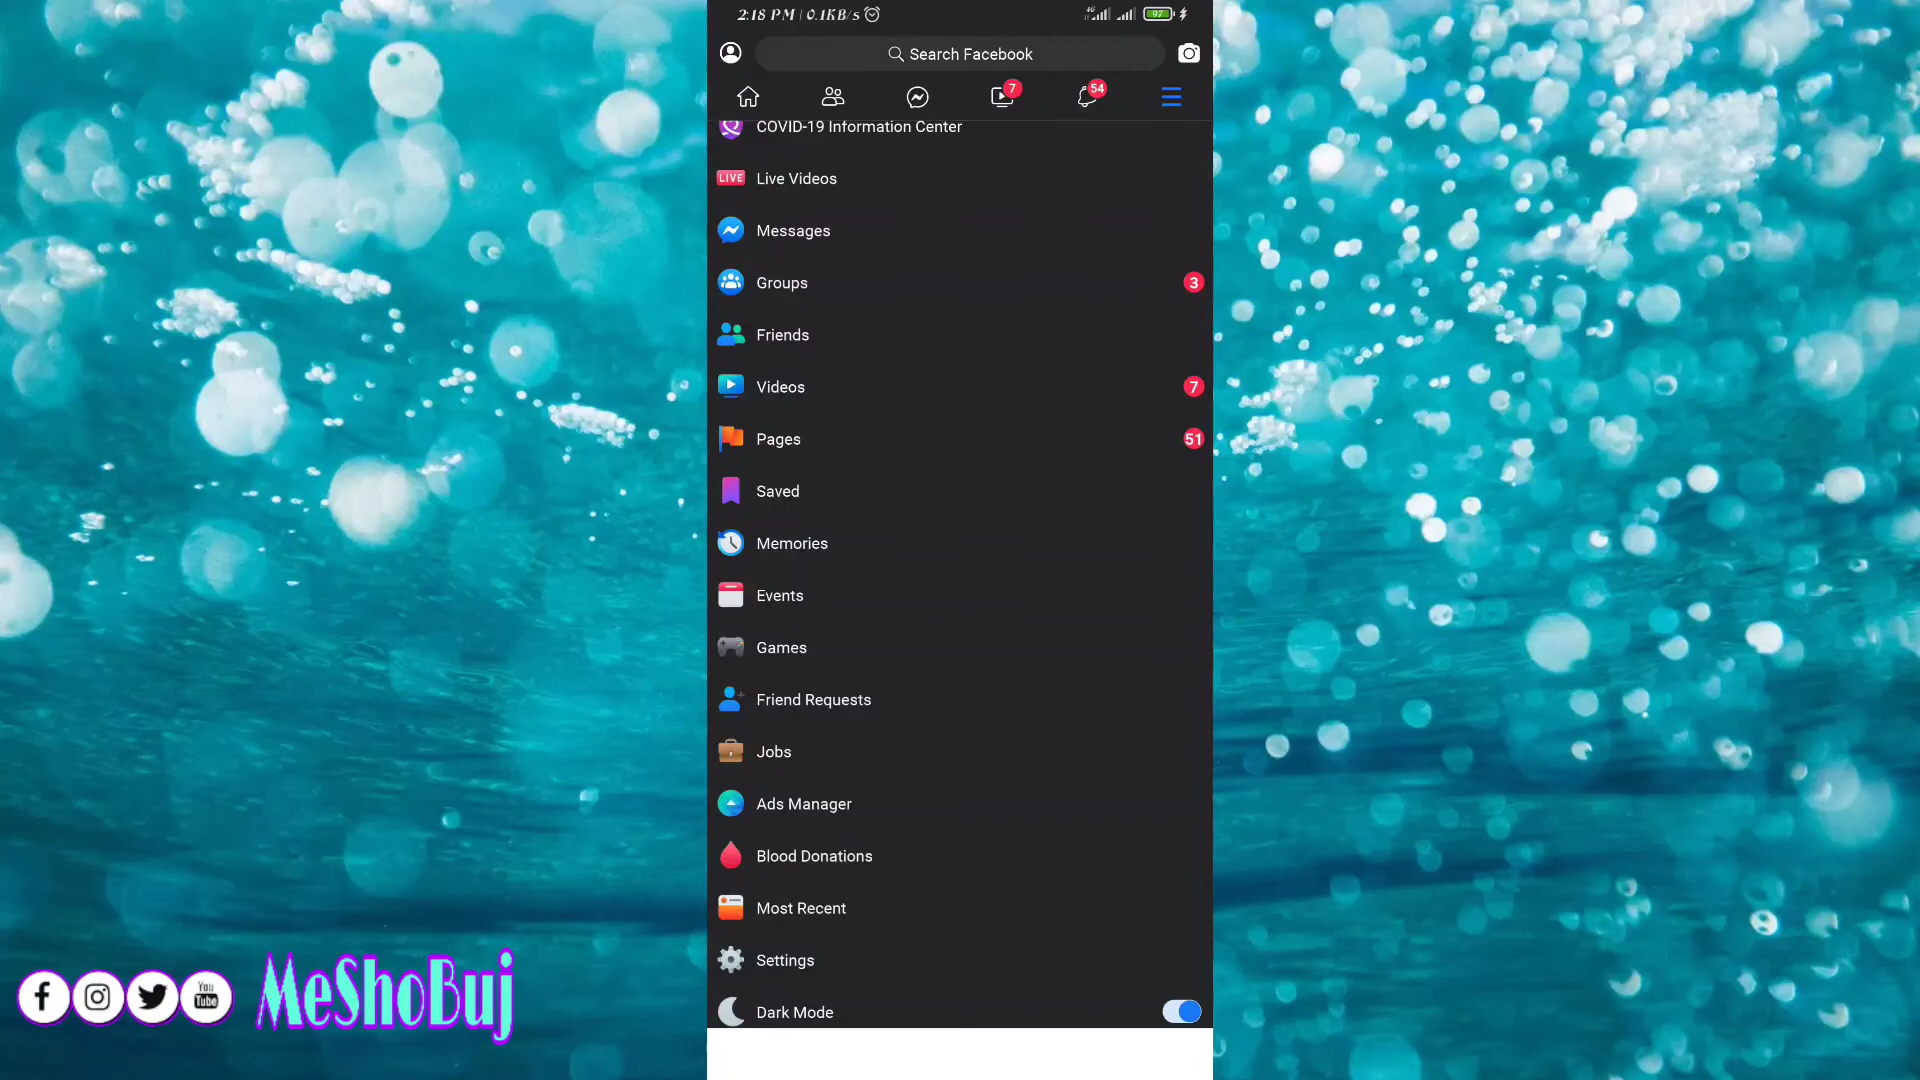 2:18 PM | 0.1KB/s
4G
97
Search Facebook
7
54
COVID-19 Information Center
LIVE
Live Videos
Messages
Groups
3
Friends
Videos
7
Pages
51
Saved
Memories
Events
Games
Friend Requests
Jobs
Ads Manager
Blood Donations
Most Recent
Settings
Dark Mode
You
Tube
MeShoBuj